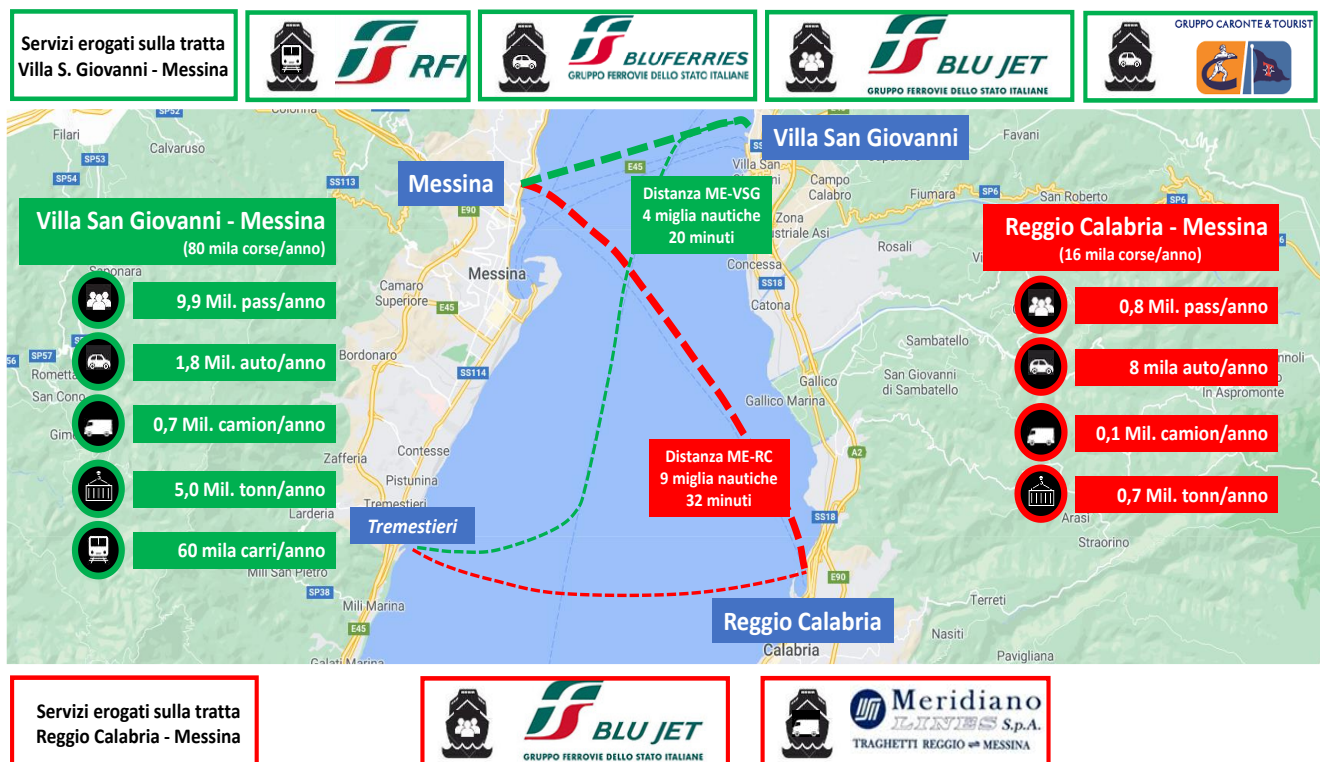 Servizi erogati sulla tratta
Villa S. Giovanni - Messina
RFI
BLUFERRIES
GRUPPO FERROVIE DELLO STATO ITALIANE
BLU JET
GRUPPO FERROVIE DELLO STATO ITALIANE
GRUPPO CARONTE & TOURIST
Villa San Giovanni
Messina
Distanza ME-VSG
4 miglia nautiche
20 minuti
Villa San Giovanni - Messina
(80 mila corse/anno)
9,9 Mil. pass/anno
1,8 Mil. auto/anno
0,7 Mil. camion/anno
5,0 Mil. tonn/anno
60 mila carri/anno
Reggio Calabria - Messina
(16 mila corse/anno)
0,8 Mil. pass/anno
8 mila auto/anno
0,1 Mil. camion/anno
0,7 Mil. tonn/anno
Distanza ME-RC
9 miglia nautiche
32 minuti
Tremestieri
Reggio Calabria
Filari
Calvaruso
SP53
SP54
SS113
E90
E45
Villa San
Campo
Calabro
Fiumara
SP6
San Roberto
SP6
Favani
Zona
Concessa
SS18
Catona
Rosali
Messina
Camaro
Superiore
E45
Bordonaro
SS114
SP57
SP55
Rometta
San Cono
Saponara
Zafferia
Contesse
Pistunina
Tremestieri
Larderia
Mili San Pietro
SP38
Mili Marina
E45
Galati Marina
Sambatello
San Giovanni
di Sambatello
Gallico
Gallico Marina
A2
SS18
E90
In Aspromonte
Arasi
Straorino
Terreti
Nasiti
Pavigliana
Calabria
Servizi erogati sulla tratta
Reggio Calabria - Messina
BLU JET
GRUPPO FERROVIE DELLO STATO ITALIANE
Meridiano
LINES S.p.A.
TRAGHETTI REGGIO ⇌ MESSINA